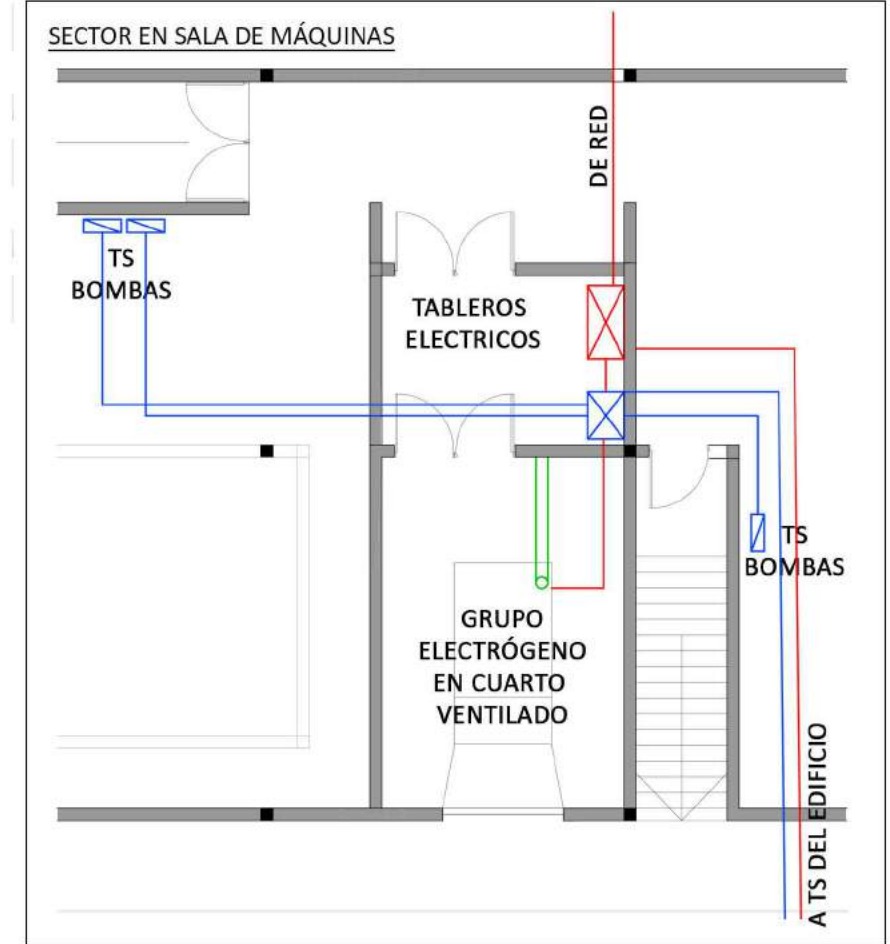 SECTOR EN SALA DE MÁQUINAS
DE RED
TS
BOMBAS
TABLEROS
ELECTRICOS
TS
BOMBAS
GRUPO
ELECTRÓGENO
EN CUARTO
VENTILADO
A TS DEL EDIFICIO